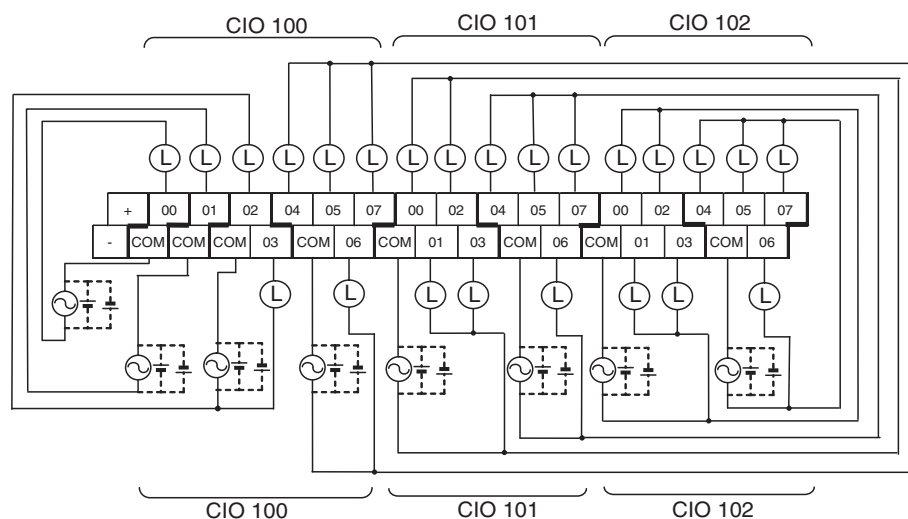 CIO 100 CIO 101 CIO 102
L L L L L L L L L L L L L L L L
+ 00 01 02 04 05 07 00 02 04 05 07 00 02 04 05 07
- COM COM COM 03 COM 06 COM 01 03 COM 06 COM 01 03 COM 06
L L L L L L L L L
CIO 100 CIO 101 CIO 102